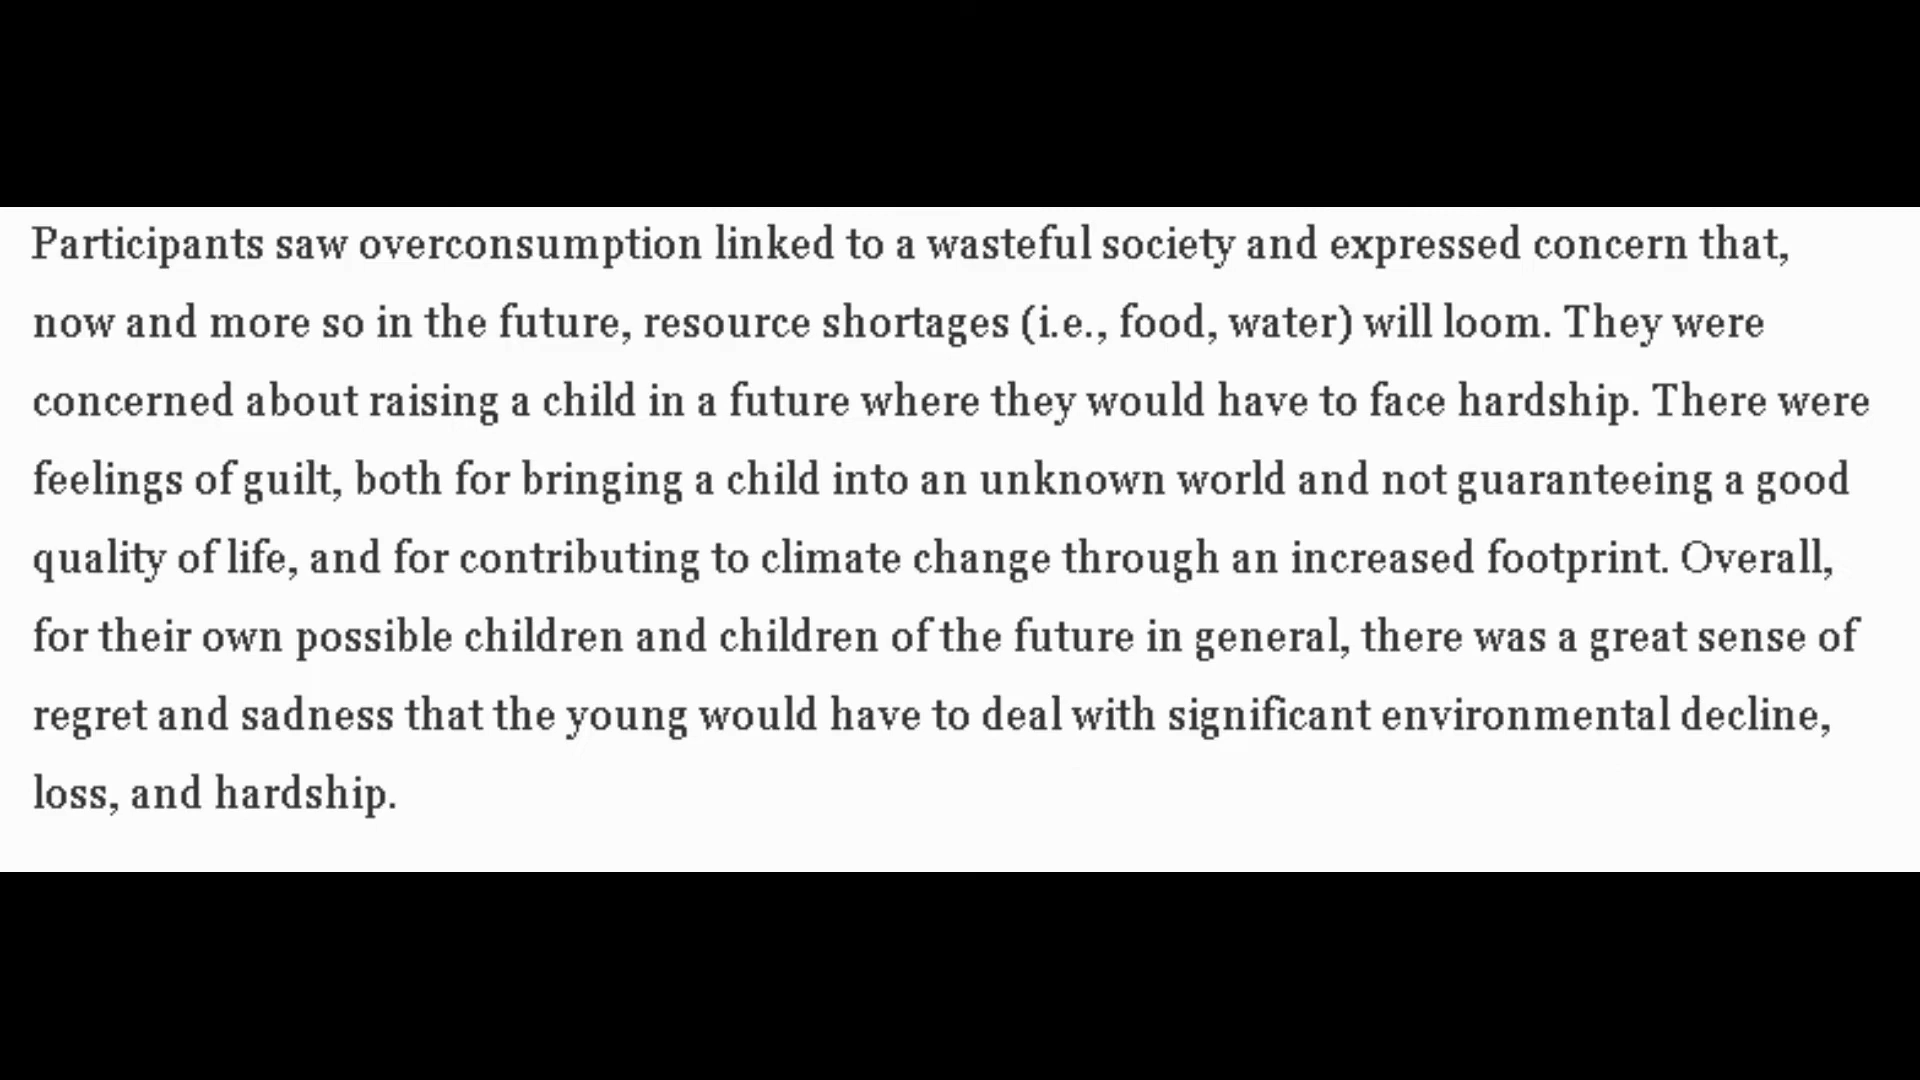 Participants saw overconsumption linked to a wasteful society and expressed concern that,
now and more so in the future, resource shortages (i.e., food, water) will loom. They were
concerned about raising a child in a future where they would have to face hardship. There were
feelings of guilt, both for bringing a child into an unknown world and not guaranteeing a good
quality of life, and for contributing to climate change through an increased footprint. Overall,
for their own possible children and children of the future in general, there was a great sense of
regret and sadness that the young would have to deal with significant environmental decline,
loss, and hardship.